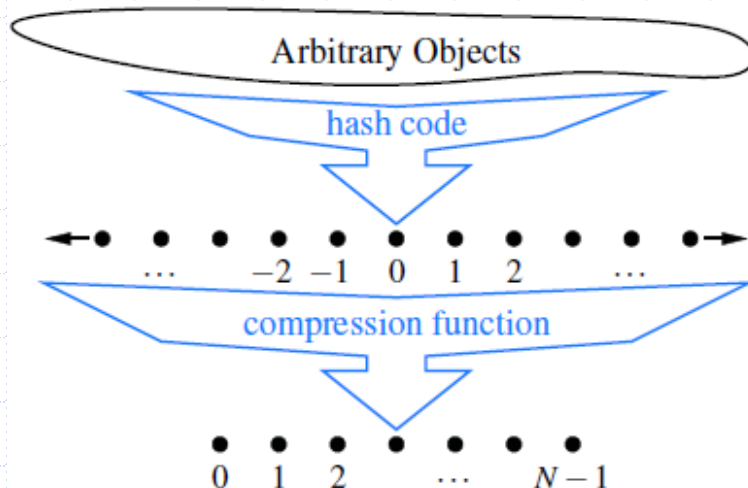 Arbitrary Objects
hash code
... −2 −1 0 1 2 ...
compression function
0 1 2 ... N − 1